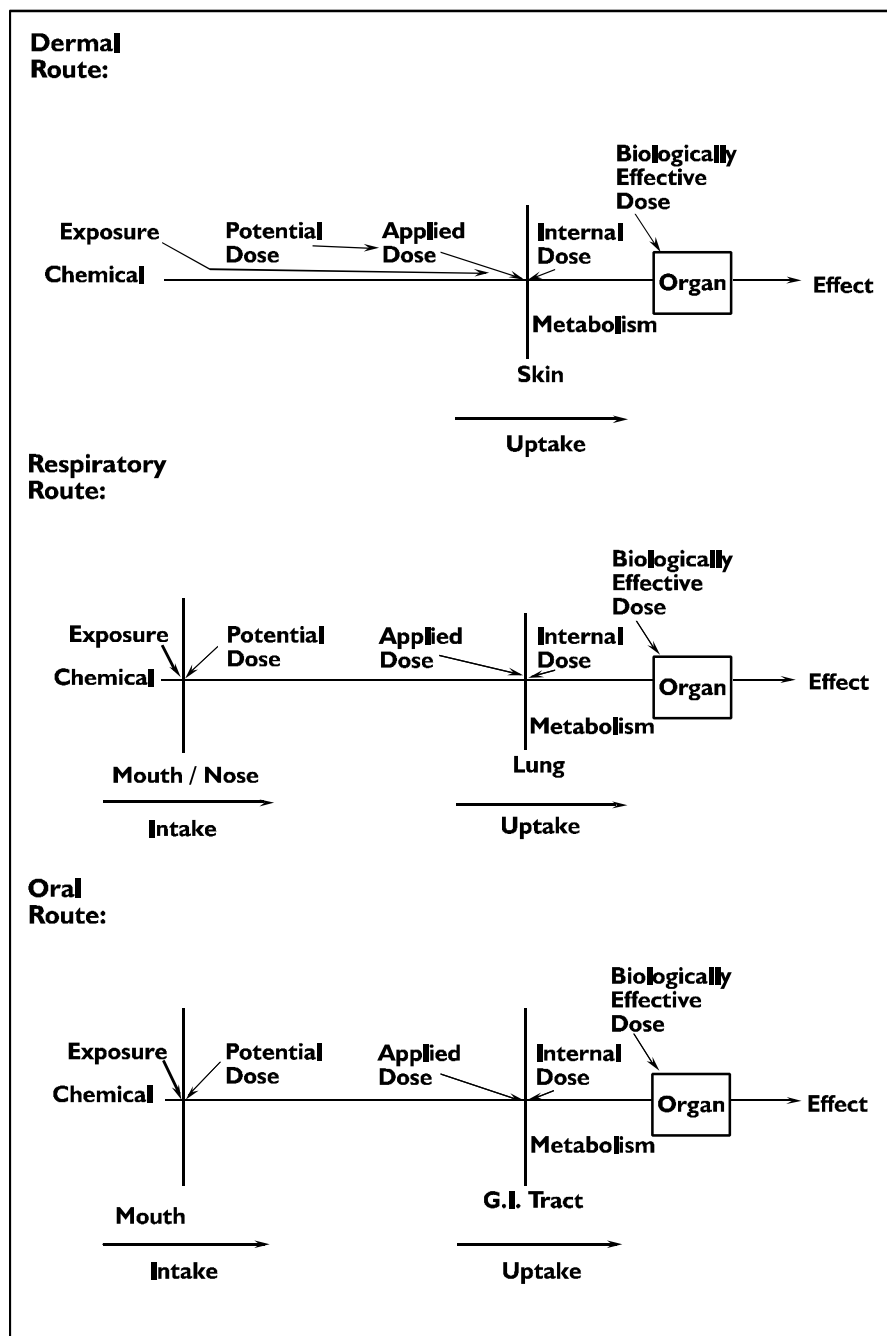 Dermal
Route:
Biologically
Effective
Dose
Exposure
Potential
Dose
Applied
Dose
Internal
Dose
Chemical
Organ
Effect
Metabolism
Skin
Uptake
Respiratory
Route:
Biologically
Effective
Dose
Exposure
Potential
Dose
Applied
Dose
Internal
Dose
Chemical
Organ
Effect
Metabolism
Mouth / Nose
Lung
Intake
Uptake
Oral
Route:
Biologically
Effective
Dose
Exposure
Potential
Dose
Applied
Dose
Internal
Dose
Chemical
Organ
Effect
Metabolism
Mouth
G.I. Tract
Intake
Uptake